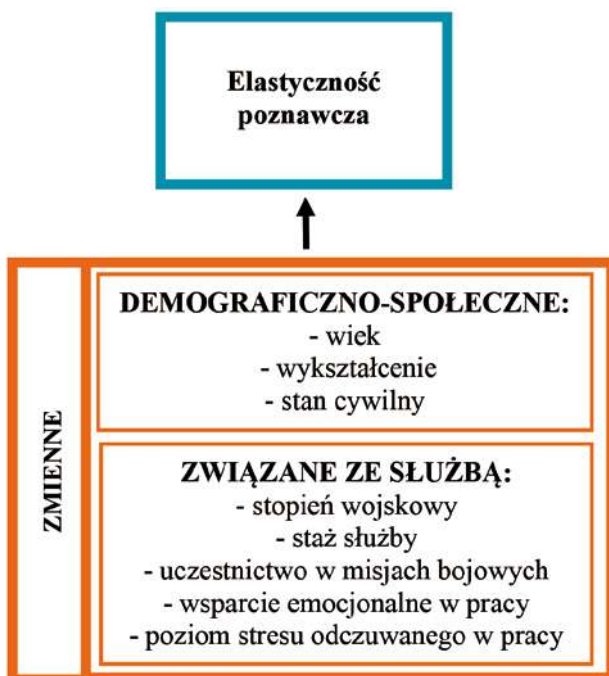 Elastyczność
poznawcza
ZMIENNE
DEMOGRAFICZNO-SPOŁECZNE:
- wiek
- wykształcenie
- stan cywilny
ZWIĄZANE ZE SŁUŻBĄ:
- stopień wojskowy
- staż służby
- uczestnictwo w misjach bojowych
- wsparcie emocjonalne w pracy
- poziom stresu odczuwanego w pracy